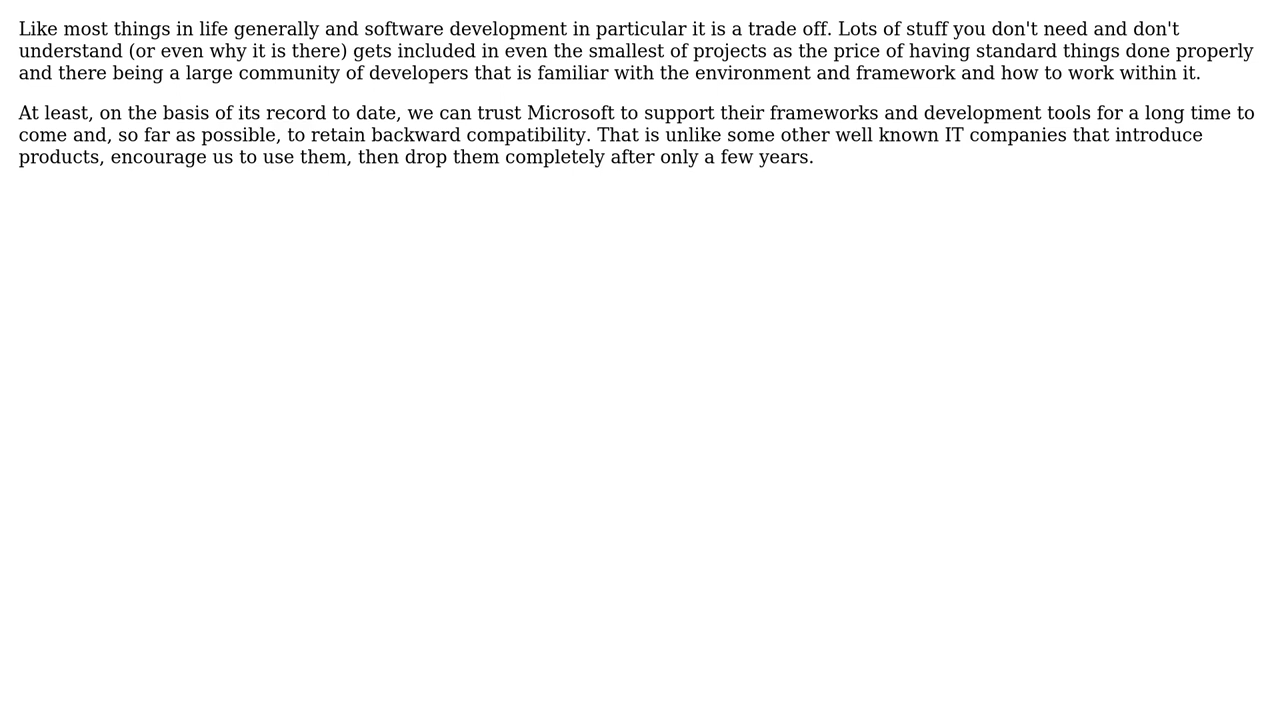 Like most things in life generally and software development in particular it is a trade off. Lots of stuff you don't need and don't
understand (or even why it is there) gets included in even the smallest of projects as the price of having standard things done properly
and there being a large community of developers that is familiar with the environment and framework and how to work within it.
At least, on the basis of its record to date, we can trust Microsoft to support their frameworks and development tools for a long time to
come and, so far as possible, to retain backward compatibility. That is unlike some other well known IT companies that introduce
products, encourage us to use them, then drop them completely after only a few years.